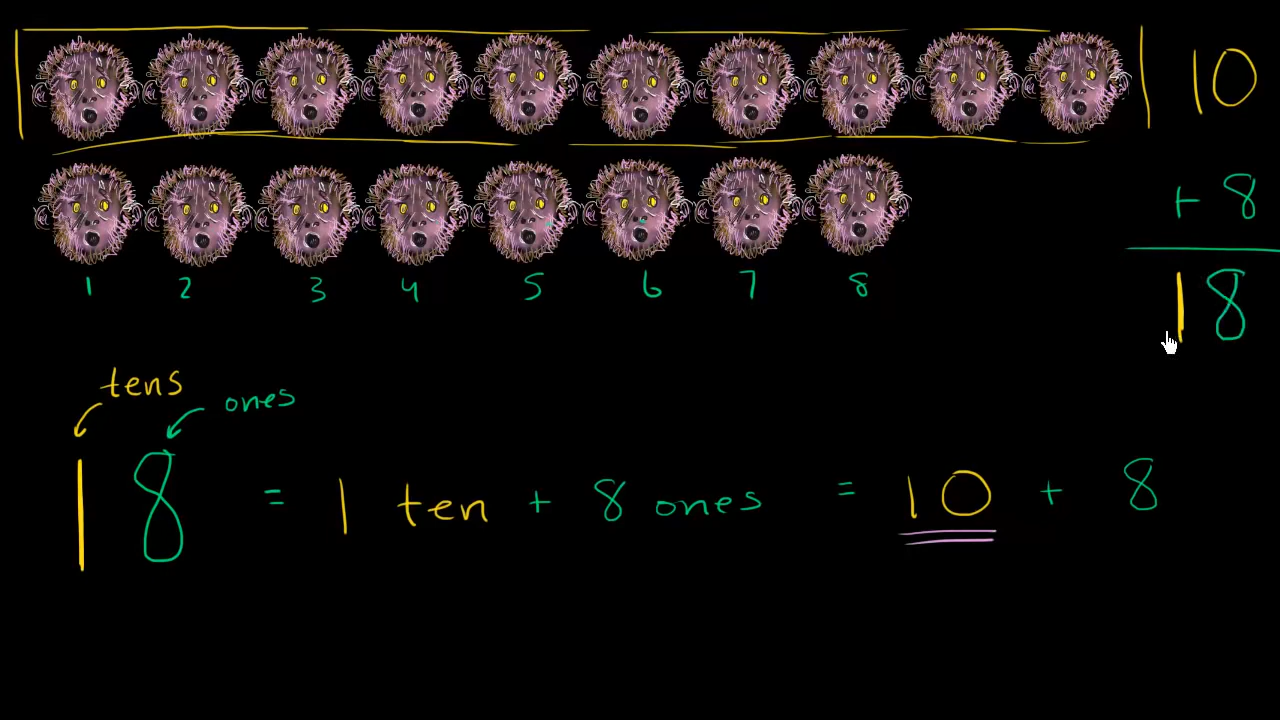 10
+ 8
18
1 2 3 4 5 6 7 8
tens
ones
18 = 1 ten + 8 ones = 10 + 8